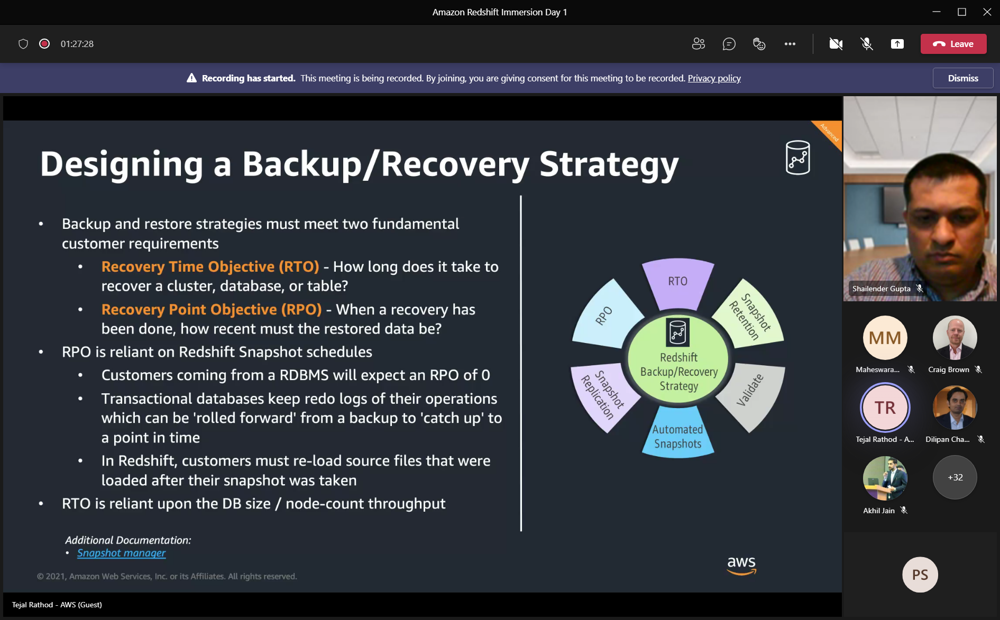 Amazon Redshift Immersion Day 1
01:27:28
Leave
Recording has started. This meeting is being recorded. By joining, you are giving consent for this meeting to be recorded. Privacy policy
Dismiss
Advanced
Designing a Backup/Recovery Strategy
• Backup and restore strategies must meet two fundamental
customer requirements
• Recovery Time Objective (RTO) - How long does it take to
recover a cluster, database, or table?
• Recovery Point Objective (RPO) - When a recovery has
been done, how recent must the restored data be?
• RPO is reliant on Redshift Snapshot schedules
• Customers coming from a RDBMS will expect an RPO of 0
• Transactional databases keep redo logs of their operations
which can be 'rolled forward' from a backup to 'catch up' to
a point in time
• In Redshift, customers must re-load source files that were
loaded after their snapshot was taken
• RTO is reliant upon the DB size / node-count throughput
Additional Documentation:
• Snapshot manager
© 2021, Amazon Web Services, Inc. or its Affiliates. All rights reserved.
RTO
Snapshot
Retention
Validate
Automated
Snapshots
Snapshot
Replication
RPO
Redshift
Backup/Recovery
Strategy
aws
Tejal Rathod - AWS (Guest)
Shailender Gupta
MM
Maheswara...
Craig Brown
TR
Tejal Rathod - A...
Dilipan Cha...
Akhil Jain
+32
PS